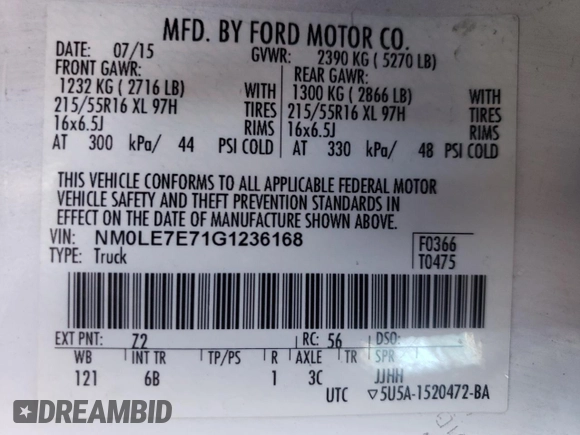 MFD. BY FORD MOTOR CO.
DATE: 07/15 GVWR: 2390 KG ( 5270 LB)
FRONT GAWR: REAR GAWR:
1232 KG ( 2716 LB) WITH 1300 KG ( 2866 LB) WITH
215/55R16 XL 97H TIRES 215/55R16 XL 97H TIRES
16x6.5J RIMS 16x6.5J RIMS
AT 300 kPa/ 44 PSI COLD AT 330 kPa/ 48 PSI COLD
THIS VEHICLE CONFORMS TO ALL APPLICABLE FEDERAL MOTOR
VEHICLE SAFETY AND THEFT PREVENTION STANDARDS IN
EFFECT ON THE DATE OF MANUFACTURE SHOWN ABOVE.
VIN: NM0LE7E71G1236168 F0366
TYPE: Truck T0475
EXT PNT: Z2 RC: 56 DSO:
WB INT TR TP/PS R AXLE TR SPR
121 6B 1 3C JJHH
UTC ▽5U5A-1520472-BA
DREAMBID